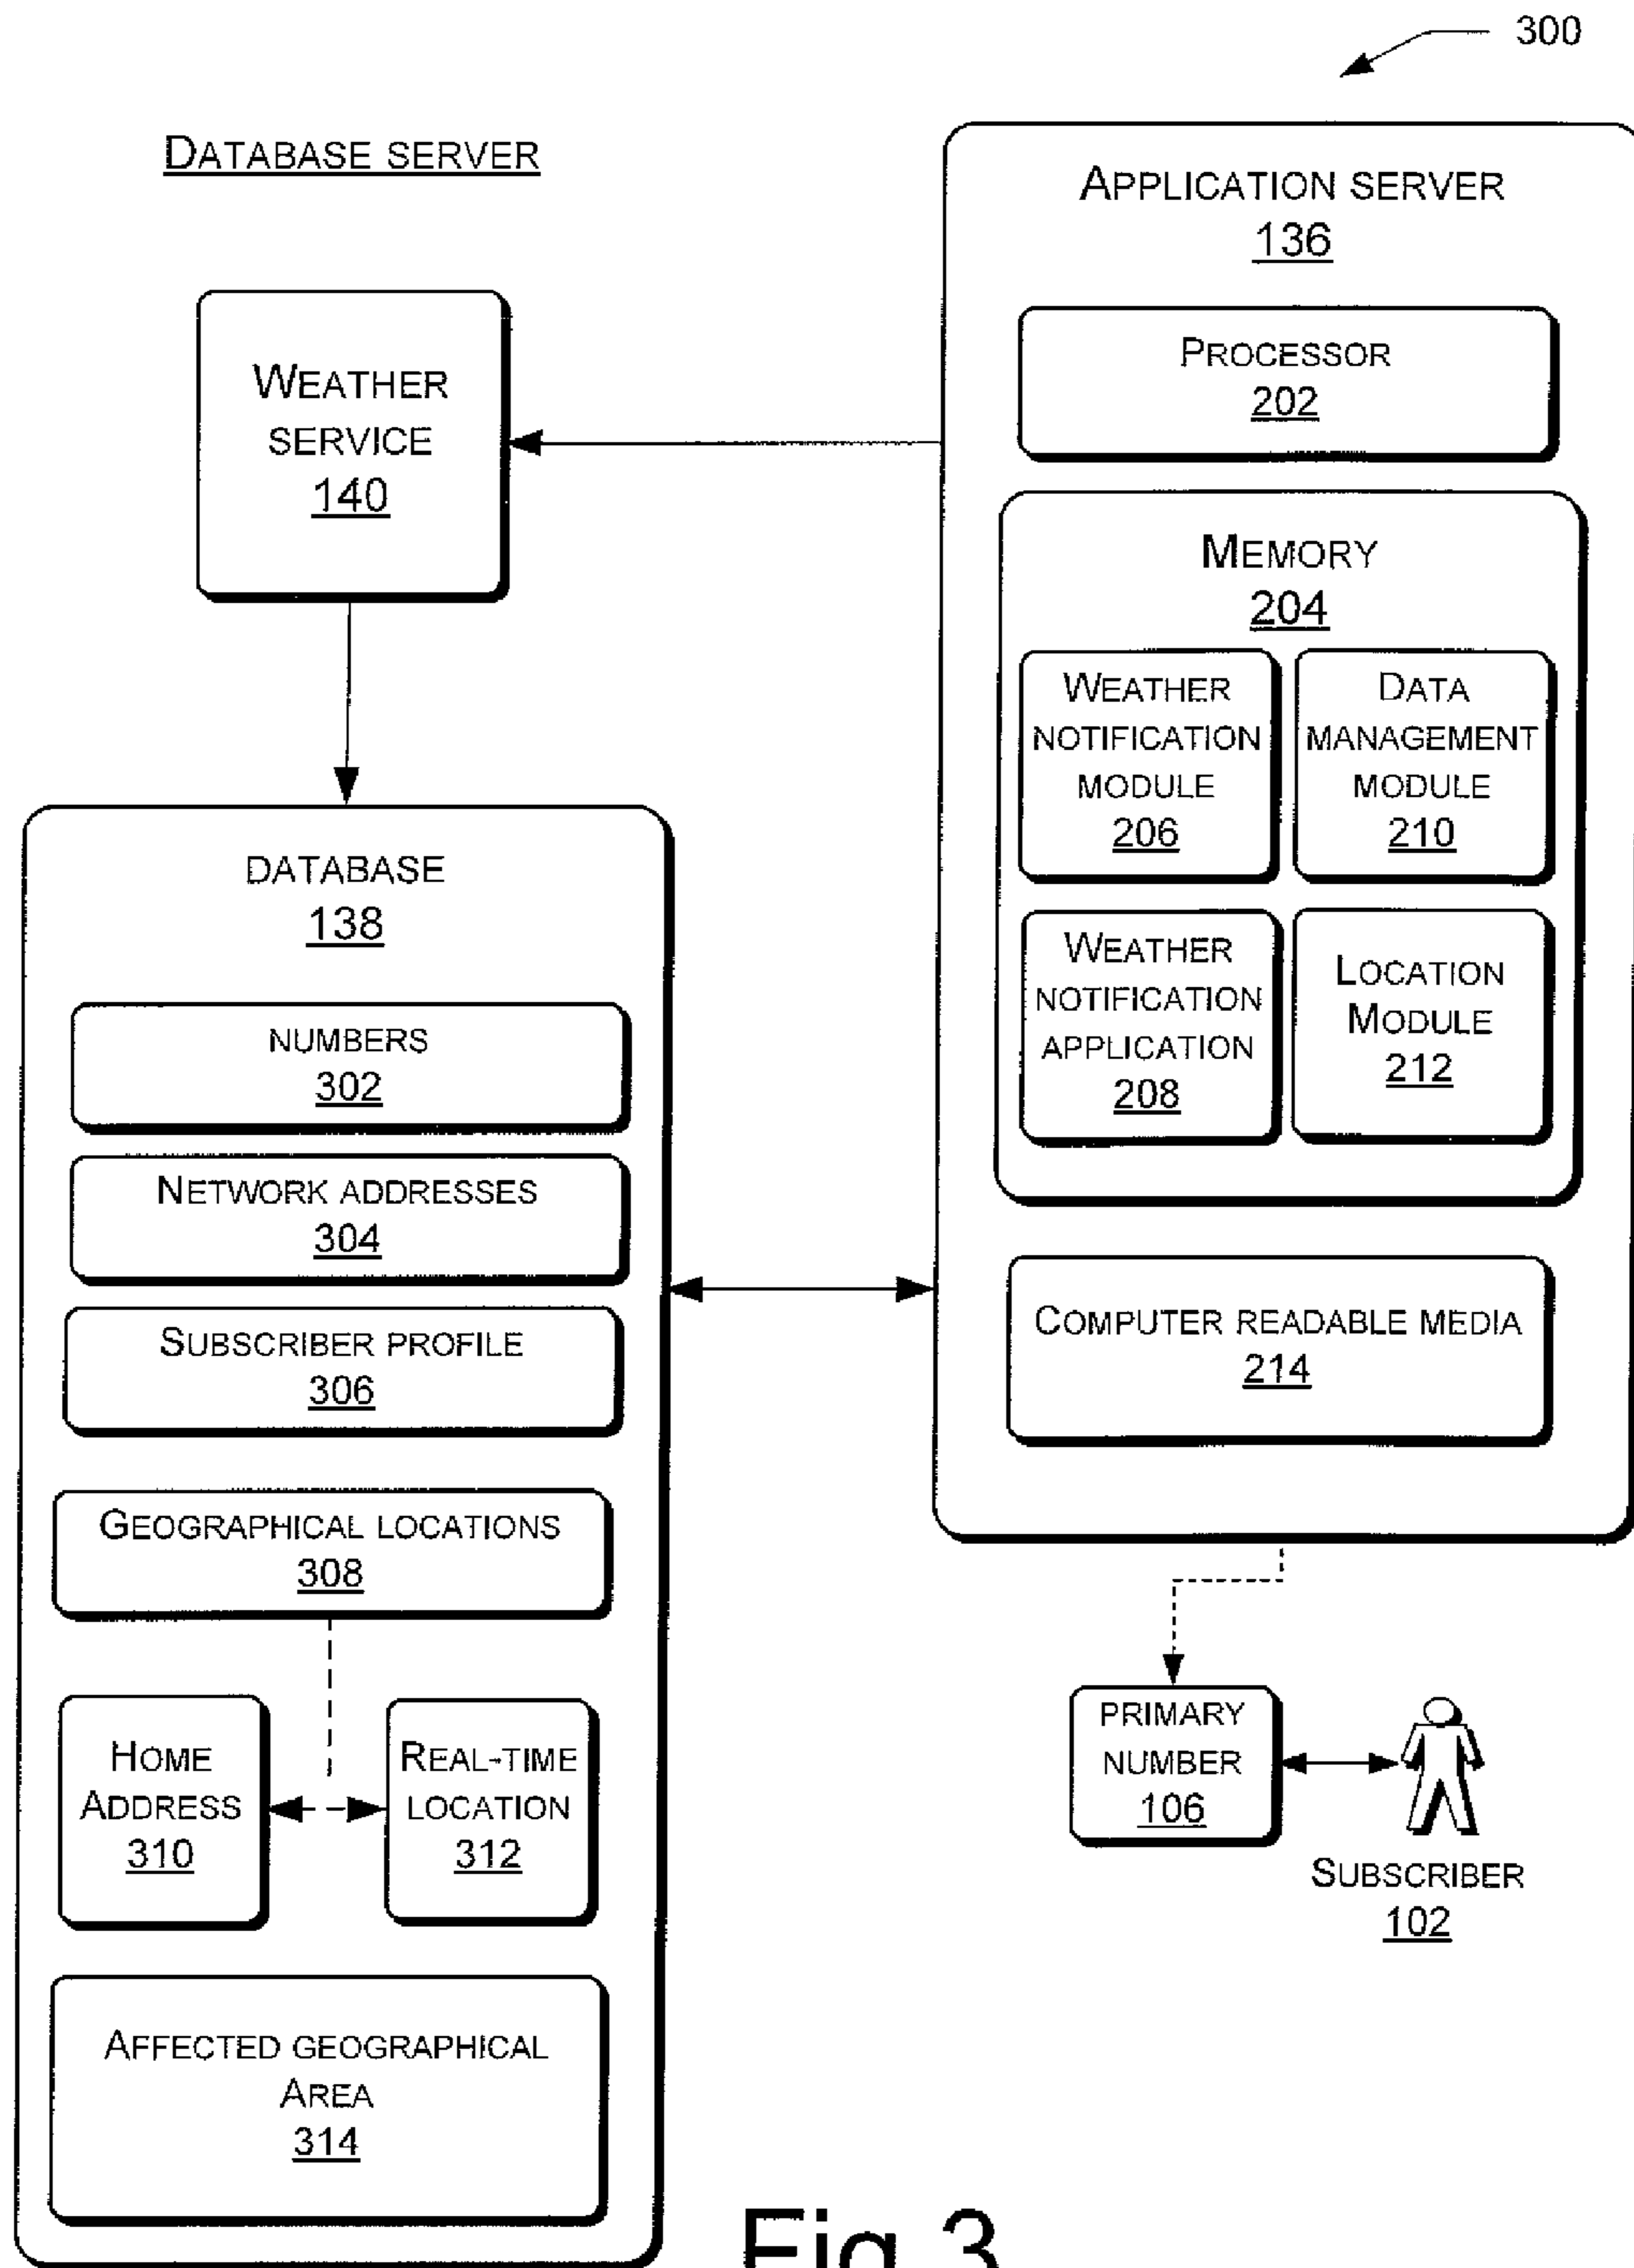 300
DATABASE SERVER
APPLICATION SERVER
136
PROCESSOR
202
WEATHER
SERVICE
140
MEMORY
204
WEATHER
NOTIFICATION
MODULE
206
DATA
MANAGEMENT
MODULE
210
WEATHER
NOTIFICATION
APPLICATION
208
LOCATION
MODULE
212
COMPUTER READABLE MEDIA
214
DATABASE
138
NUMBERS
302
NETWORK ADDRESSES
304
SUBSCRIBER PROFILE
306
GEOGRAPHICAL LOCATIONS
308
HOME
ADDRESS
310
REAL-TIME
LOCATION
312
AFFECTED GEOGRAPHICAL
AREA
314
PRIMARY
NUMBER
106
SUBSCRIBER
102
Fig.3